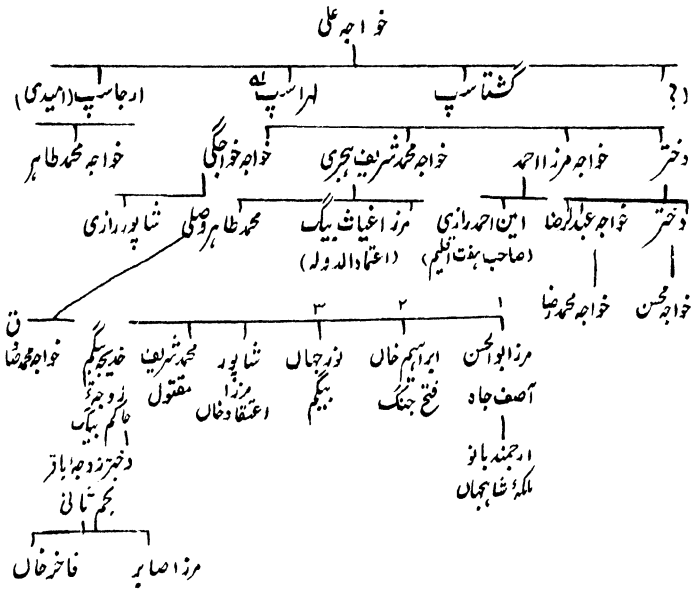 خواجہ علی
(؟ گشتاسپ لہراسپ ارجاسپ (امیدی)
دختر خواجہ مرزا احمد خواجہ محمد شریف ہجری خواجہ خواجگی خواجہ محمد طاہر
دختر خواجہ عبدالرضا امین احمد رازی مرزا غیاث بیگ محمد طاہر وصلی شاپور رازی
(صاحب ہفت اقلیم) (اعتماد الدولہ)
خواجہ محسن خواجہ محمد رضا
۱ ۲ ۳
مرزا ابوالحسن ابراہیم خاں نور جہاں شاپور محمد شریف خدیجہ بیگم خواجہ محمد رضا
آصف جاہ فتح جنگ بیگم مرزا مقتول زوجۂ
اعتقاد خاں حاکم بیگ
ارجمند بانو دختر زوجۂ باقر
ملکۂ شاہجہاں نجم ثانی
مرزا صابر فاخر خاں